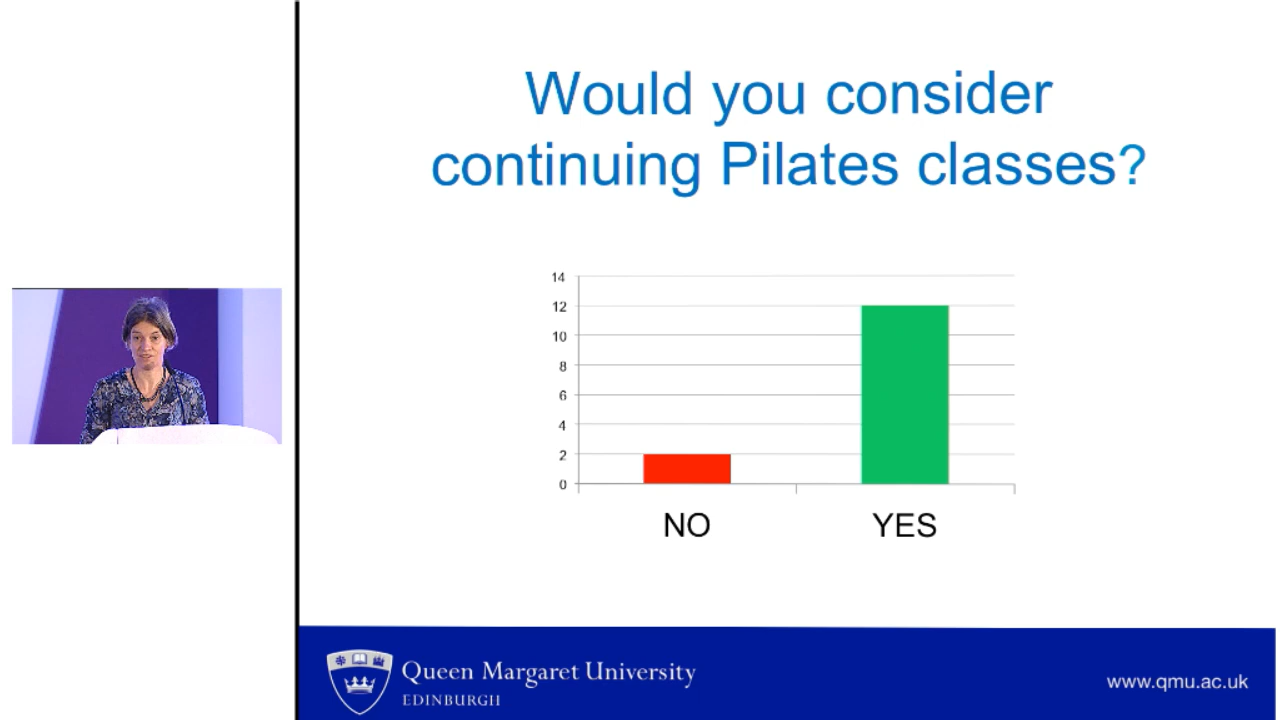 Would you consider
continuing Pilates classes?
14
12
10
8
6
4
2
0
NO
YES
Queen Margaret University
EDINBURGH
www.qmu.ac.uk